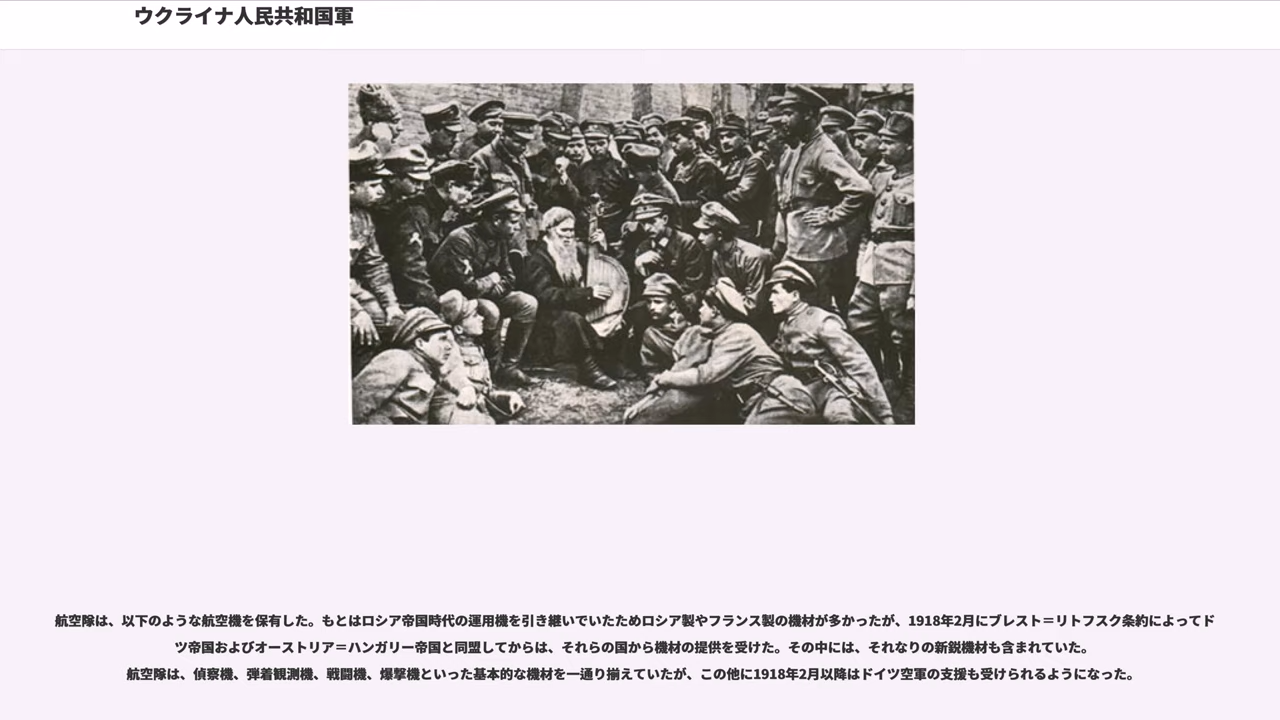 ウクライナ人民共和国軍
航空隊は、以下のような航空機を保有した。もとはロシア帝国時代の運用機を引き継いでいたためロシア製やフランス製の機材が多かったが、1918年2月にブレスト＝リトフスク条約によってド
ツ帝国およびオーストリア＝ハンガリー帝国と同盟してからは、それらの国から機材の提供を受けた。その中には、それなりの新鋭機材も含まれていた。
航空隊は、偵察機、弾着観測機、戦闘機、爆撃機といった基本的な機材を一通り揃えていたが、この他に1918年2月以降はドイツ空軍の支援も受けられるようになった。